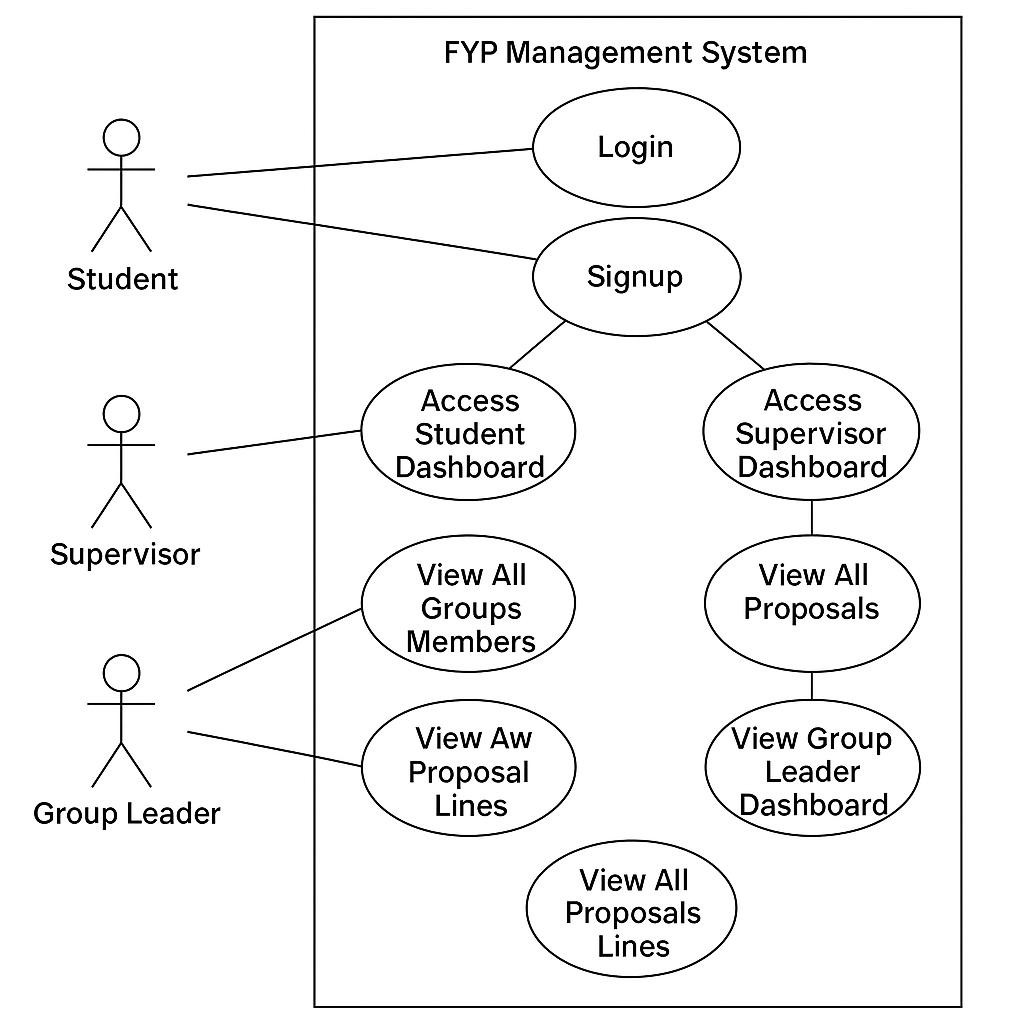 FYP Management System
Login
Student
Signup
Access
Student
Dashboard
Access
Supervisor
Dashboard
Supervisor
View All
Groups
Members
View All
Proposals
Group Leader
View Aw
Proposal
Lines
View Group
Leader
Dashboard
View All
Proposals
Lines